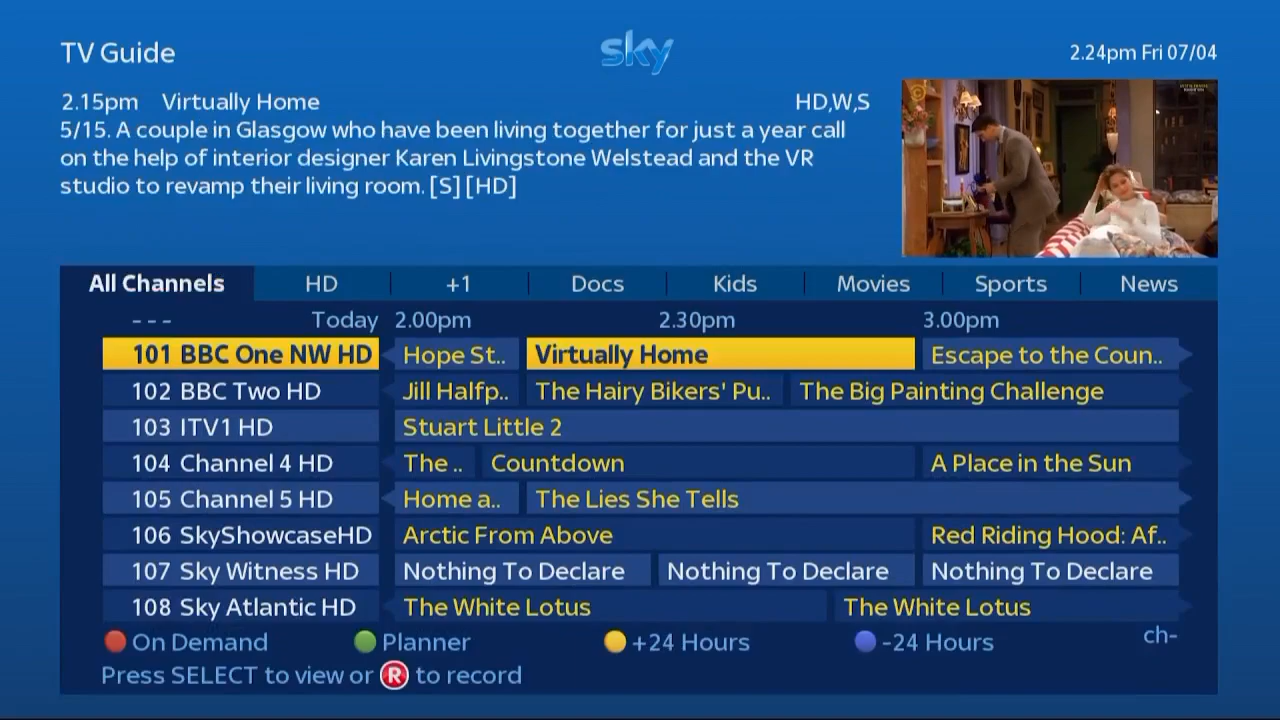 TV Guide
sky
2.24pm Fri 07/04
2.15pm Virtually Home HD,W,S
5/15. A couple in Glasgow who have been living together for just a year call
on the help of interior designer Karen Livingstone Welstead and the VR
studio to revamp their living room. [S] [HD]
All Channels HD +1 Docs Kids Movies Sports News
- - - Today 2.00pm 2.30pm 3.00pm
101 BBC One NW HD Hope St.. Virtually Home Escape to the Coun..
102 BBC Two HD Jill Halfp.. The Hairy Bikers' Pu.. The Big Painting Challenge
103 ITV1 HD Stuart Little 2
104 Channel 4 HD The .. Countdown A Place in the Sun
105 Channel 5 HD Home a.. The Lies She Tells
106 SkyShowcaseHD Arctic From Above Red Riding Hood: Af..
107 Sky Witness HD Nothing To Declare Nothing To Declare Nothing To Declare
108 Sky Atlantic HD The White Lotus The White Lotus
On Demand Planner +24 Hours -24 Hours ch-
Press SELECT to view or R to record